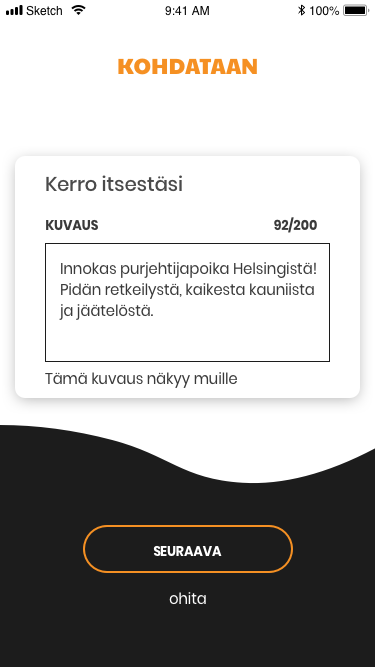 Sketch 9:41 AM 100%
KOHDATAAN
Kerro itsestäsi
KUVAUS 92/200
Innokas purjehtijapoika Helsingistä!
Pidän retkeilystä, kaikesta kauniista
ja jäätelöstä.
Tämä kuvaus näkyy muille
SEURAAVA
ohita